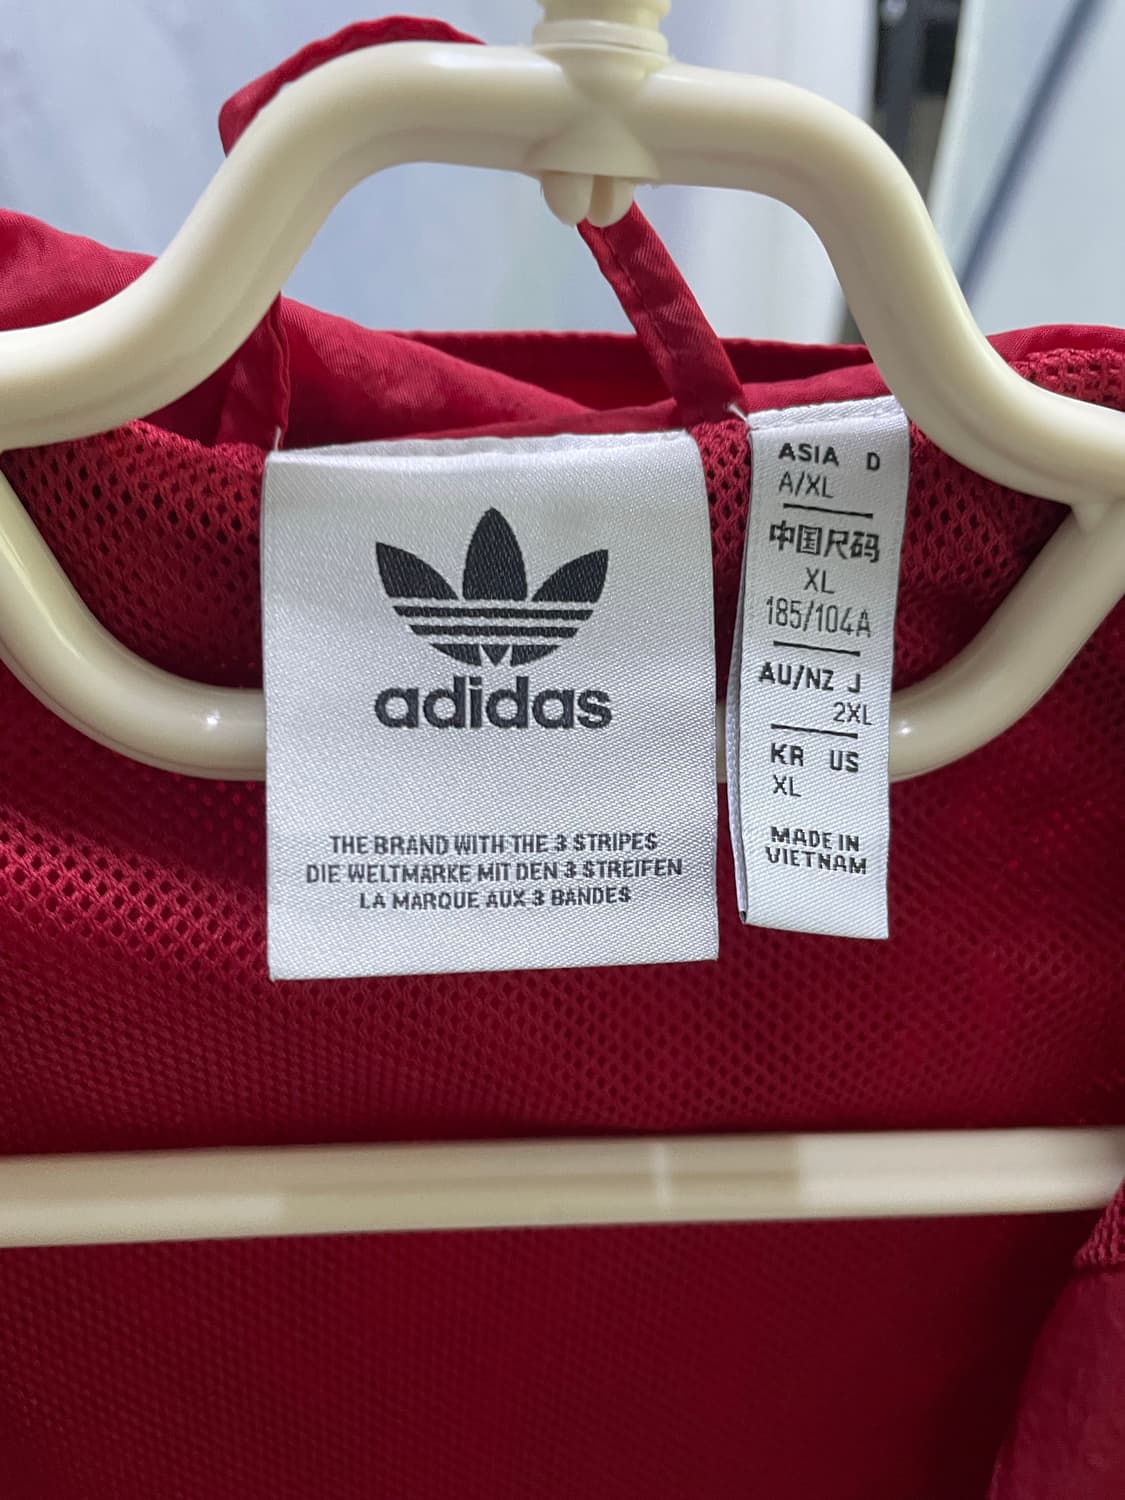 adidas
THE BRAND WITH THE 3 STRIPES
DIE WELTMARKE MIT DEN 3 STREIFEN
LA MARQUE AUX 3 BANDES
ASIA D
A/XL
中国尺码
XL
185/104A
AU/NZ J
2XL
KR US
XL
MADE IN
VIETNAM